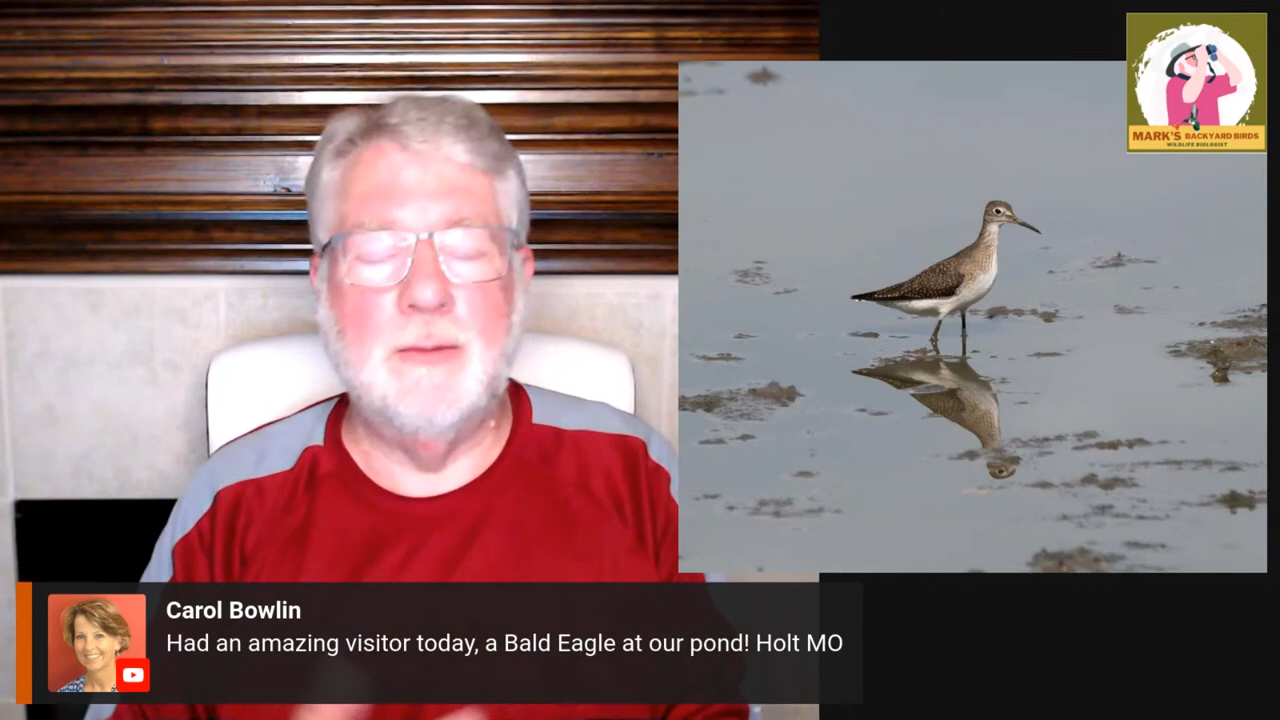 MARK'S BACKYARD BIRDS
WILDLIFE BIOLOGIST
Carol Bowlin
Had an amazing visitor today, a Bald Eagle at our pond! Holt MO